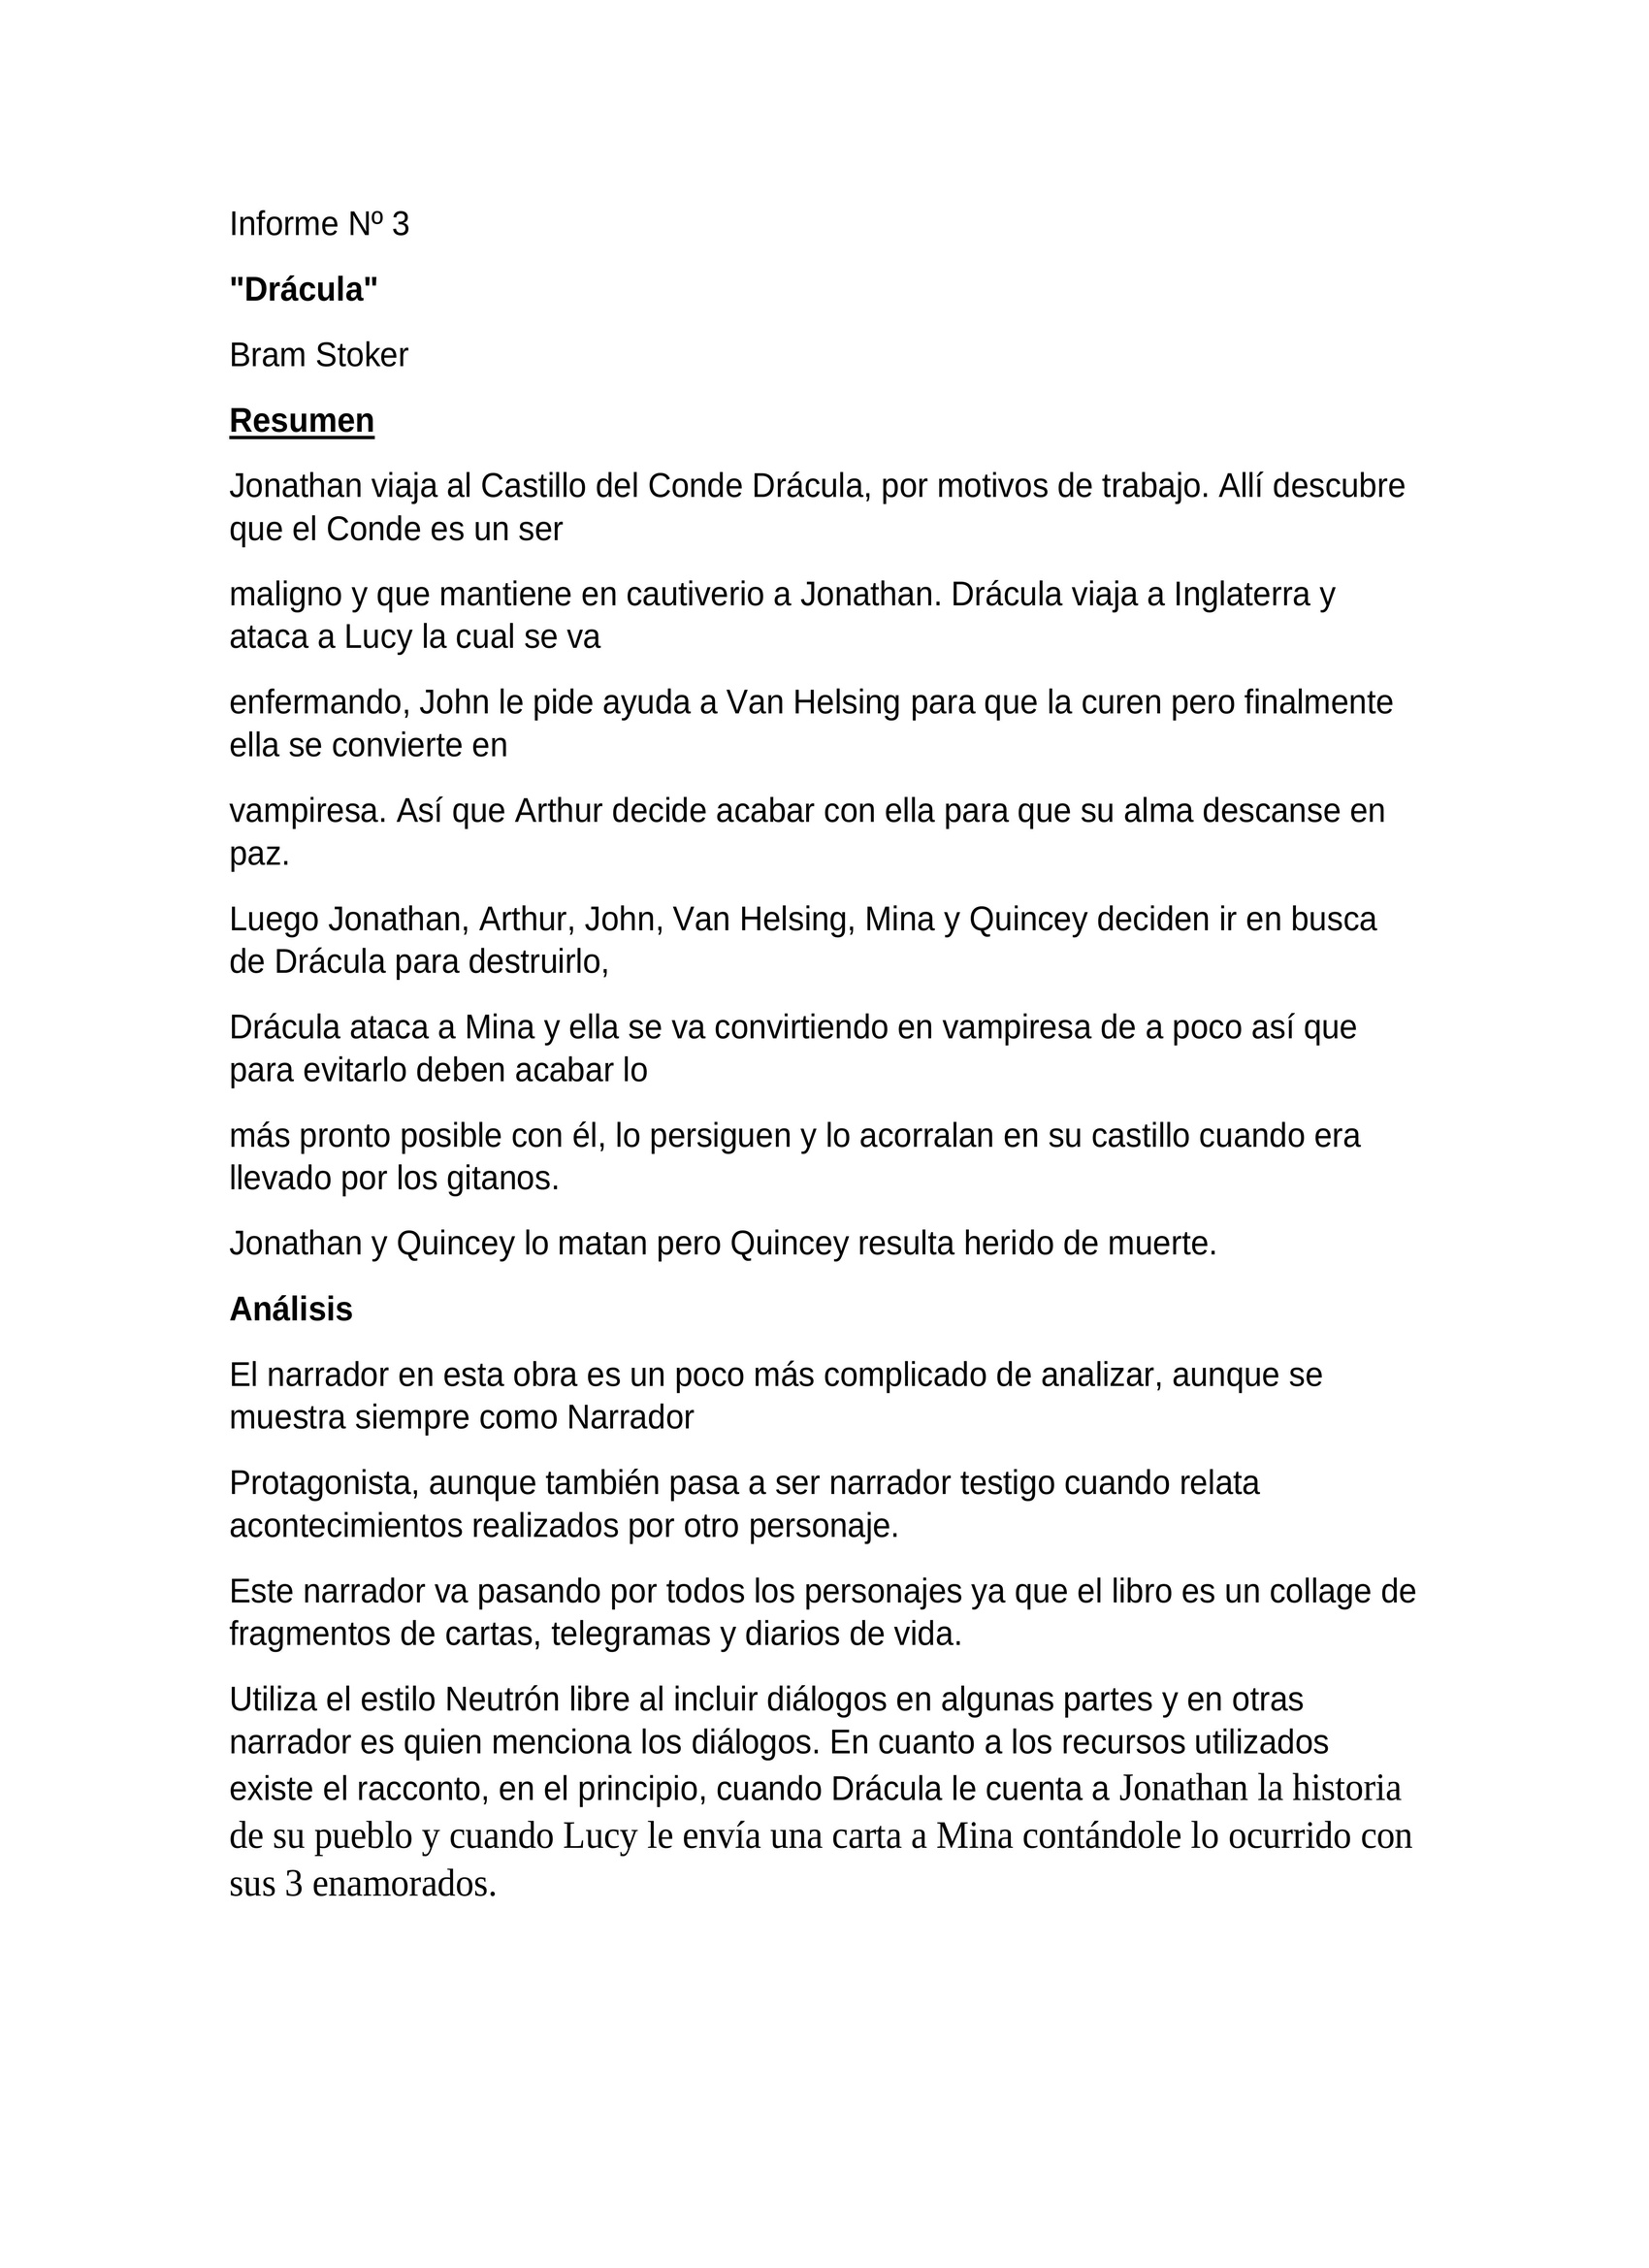 Informe Nº 3
"Drácula"
Bram Stoker
Resumen
Jonathan viaja al Castillo del Conde Drácula, por motivos de trabajo. Allí descubre
que el Conde es un ser
maligno y que mantiene en cautiverio a Jonathan. Drácula viaja a Inglaterra y
ataca a Lucy la cual se va
enfermando, John le pide ayuda a Van Helsing para que la curen pero finalmente
ella se convierte en
vampiresa. Así que Arthur decide acabar con ella para que su alma descanse en
paz.
Luego Jonathan, Arthur, John, Van Helsing, Mina y Quincey deciden ir en busca
de Drácula para destruirlo,
Drácula ataca a Mina y ella se va convirtiendo en vampiresa de a poco así que
para evitarlo deben acabar lo
más pronto posible con él, lo persiguen y lo acorralan en su castillo cuando era
llevado por los gitanos.
Jonathan y Quincey lo matan pero Quincey resulta herido de muerte.
Análisis
El narrador en esta obra es un poco más complicado de analizar, aunque se
muestra siempre como Narrador
Protagonista, aunque también pasa a ser narrador testigo cuando relata
acontecimientos realizados por otro personaje.
Este narrador va pasando por todos los personajes ya que el libro es un collage de
fragmentos de cartas, telegramas y diarios de vida.
Utiliza el estilo Neutrón libre al incluir diálogos en algunas partes y en otras
narrador es quien menciona los diálogos. En cuanto a los recursos utilizados
existe el racconto, en el principio, cuando Drácula le cuenta a Jonathan la historia
de su pueblo y cuando Lucy le envía una carta a Mina contándole lo ocurrido con
sus 3 enamorados.